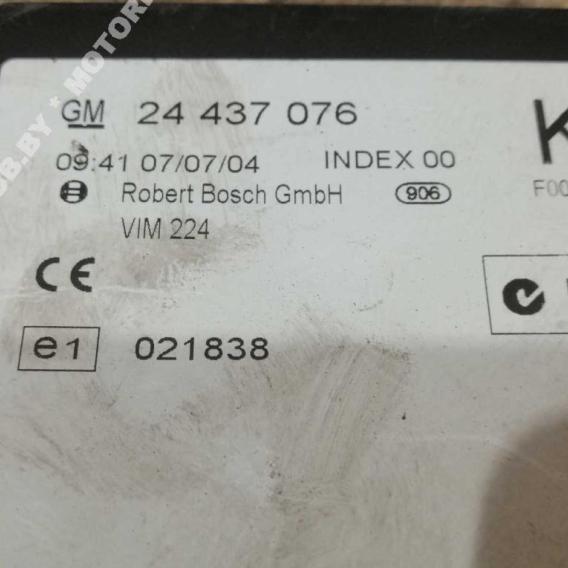 GM 24 437 076
K
09:41 07/07/04 INDEX 00
Robert Bosch GmbH 906 F00
VIM 224
CE
e1 021838